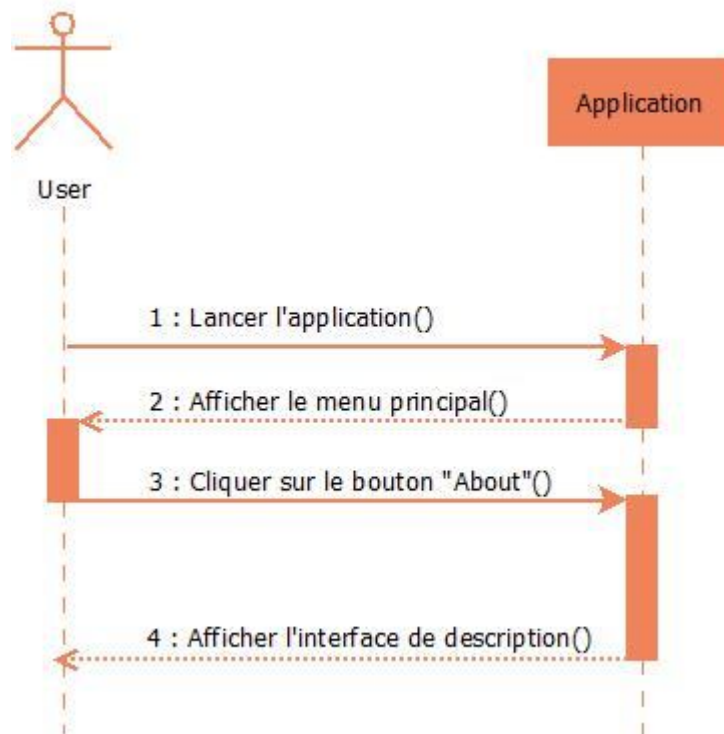 Application
User
1 : Lancer l'application()
2 : Afficher le menu principal()
3 : Cliquer sur le bouton "About"()
4 : Afficher l'interface de description()